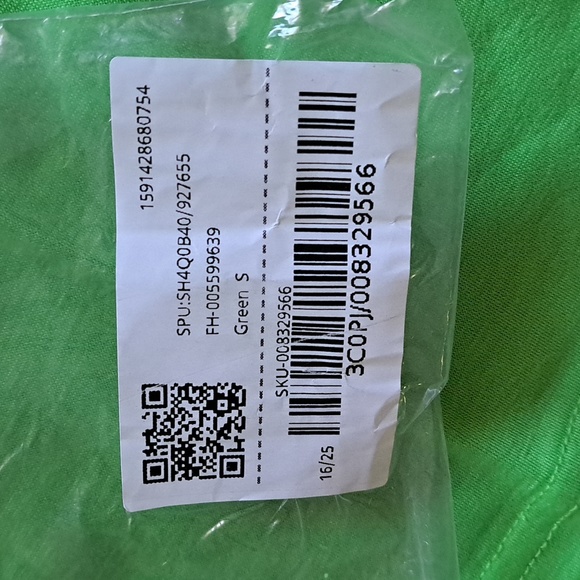 1591428680754
SPU:SH4Q0B40/927655
FH-005599639
Green S
SKU-008329566
3C0PJ/008329566
16/25